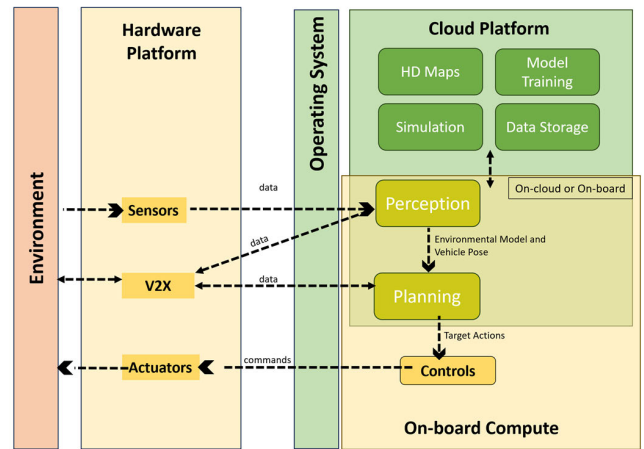 Environment
Hardware
Platform
Sensors
V2X
Actuators
data
data
data
commands
Operating System
Cloud Platform
HD Maps
Model
Training
Simulation
Data Storage
On-cloud or On-board
Perception
Environmental Model and
Vehicle Pose
Planning
Target Actions
Controls
On-board Compute